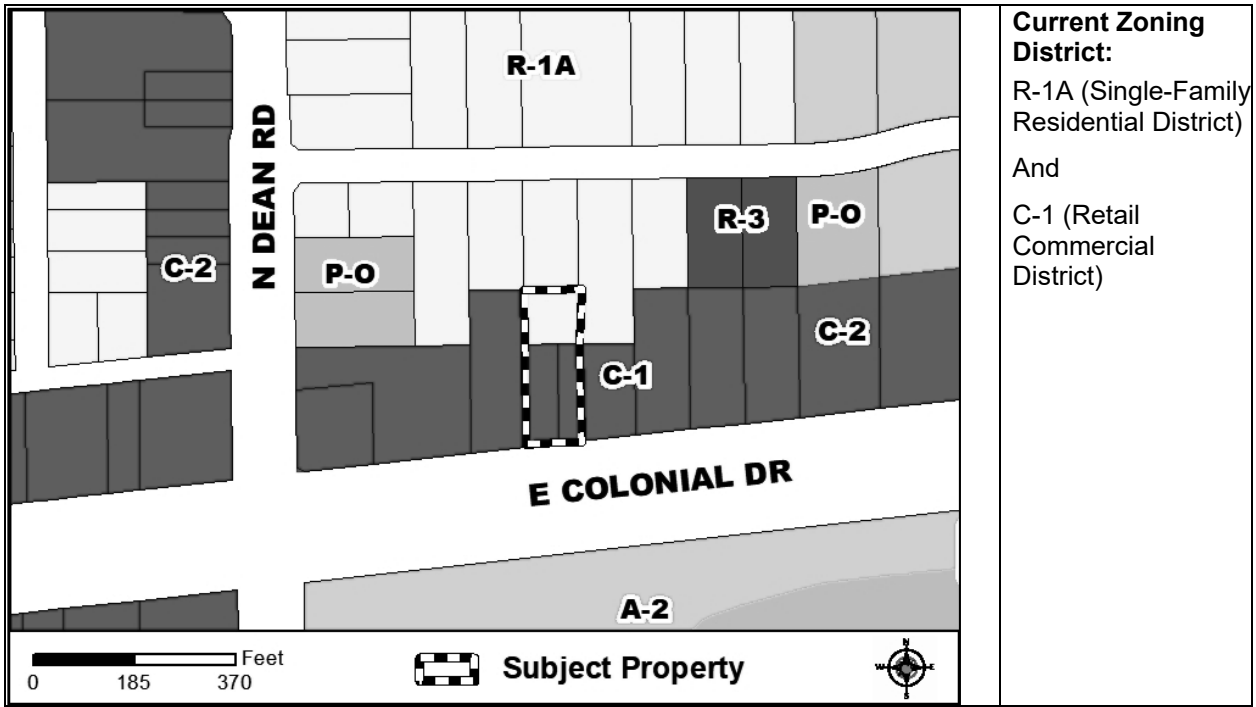 R-1A
N DEAN RD
R-3
P-O
C-2
P-O
C-2
C-1
E COLONIAL DR
A-2
Feet
0 185 370
Subject Property
N
W E
S
Current Zoning
District:
R-1A (Single-Family
Residential District)
And
C-1 (Retail
Commercial
District)